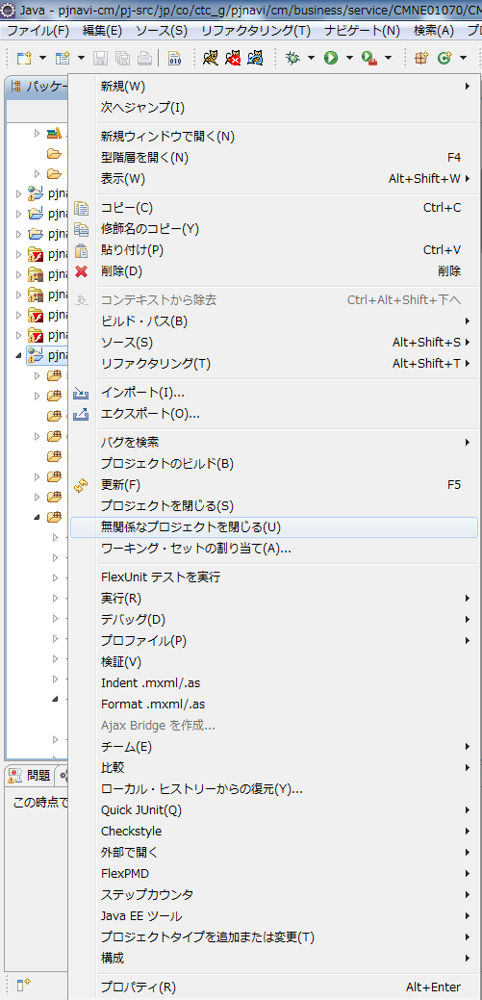 Java - pjnavi-cm/pj-src/jp/co/ctc_g/pjnavi/cm/business/service/CMNE01070/CM
ファイル(F) 編集(E) ソース(S) リファクタリング(T) ナビゲート(N) 検索(A) プ
パッケー
新規(W)
次へジャンプ(I)
新規ウィンドウで開く(N)
型階層を開く(N) F4
表示(W) Alt+Shift+W
コピー(C) Ctrl+C
修飾名のコピー(Y)
貼り付け(P) Ctrl+V
削除(D) 削除
コンテキストから除去 Ctrl+Alt+Shift+下へ
ビルド・パス(B)
ソース(S) Alt+Shift+S
リファクタリング(T) Alt+Shift+T
インポート(I)...
エクスポート(O)...
バグを検索
プロジェクトのビルド(B)
更新(F) F5
プロジェクトを閉じる(S)
無関係なプロジェクトを閉じる(U)
ワーキング・セットの割り当て(A)...
FlexUnit テストを実行
実行(R)
デバッグ(D)
プロファイル(P)
検証(V)
Indent .mxml/.as
Format .mxml/.as
Ajax Bridge を作成...
チーム(E)
比較
ローカル・ヒストリーからの復元(Y)...
Quick JUnit(Q)
Checkstyle
外部で開く
FlexPMD
ステップカウンタ
Java EE ツール
プロジェクトタイプを追加または変更(T)
構成
プロパティ(R) Alt+Enter
pjna
pjna
pjna
pjna
pjna
pjna
pjna
pjna
pjna
問題
この時点で